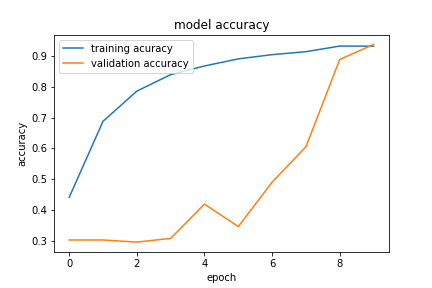 model accuracy
training acuracy
validation accuracy
accuracy
0.9
0.8
0.7
0.6
0.5
0.4
0.3
0 2 4 6 8
epoch